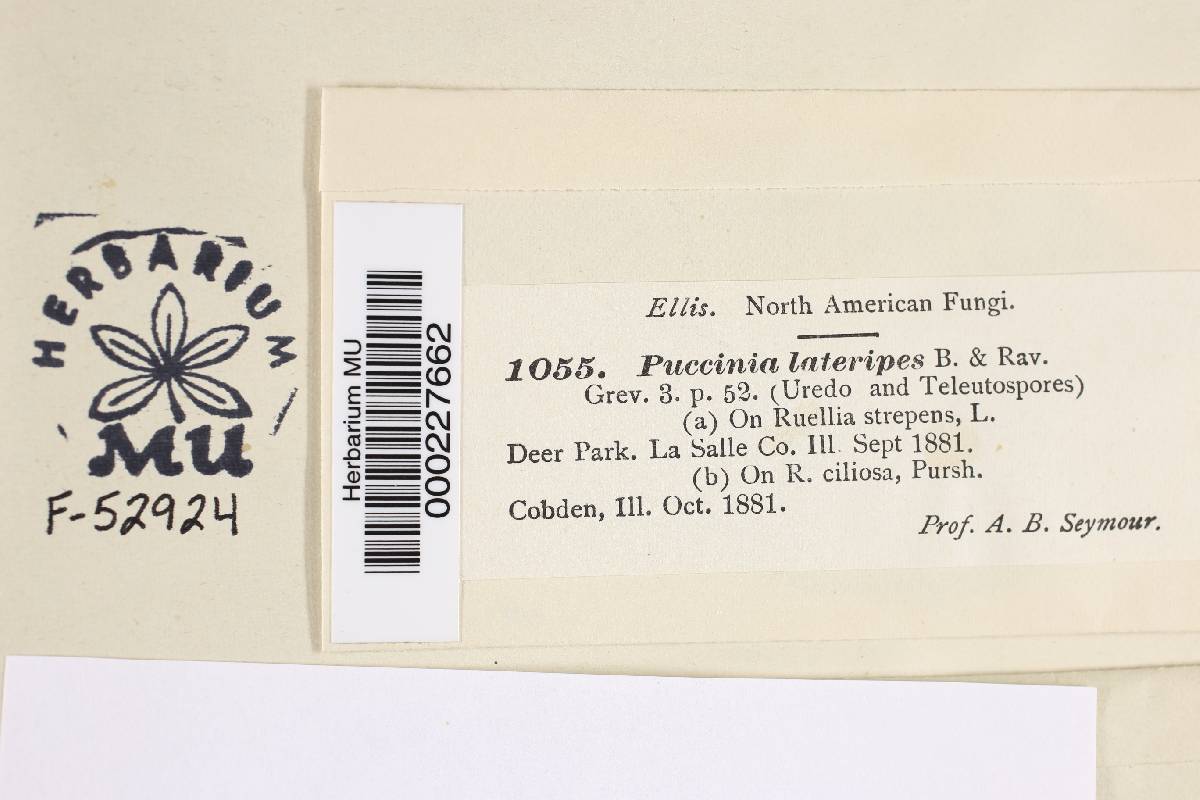 HERBARIUM
MU
F-52924
Herbarium MU
000227662
Ellis. North American Fungi.
1055. Puccinia lateripes B. & Rav.
Grev. 3. p. 52. (Uredo and Teleutospores)
(a) On Ruellia strepens, L.
Deer Park. La Salle Co. Ill. Sept 1881.
(b) On R. ciliosa, Pursh.
Cobden, Ill. Oct. 1881.
Prof. A. B. Seymour.